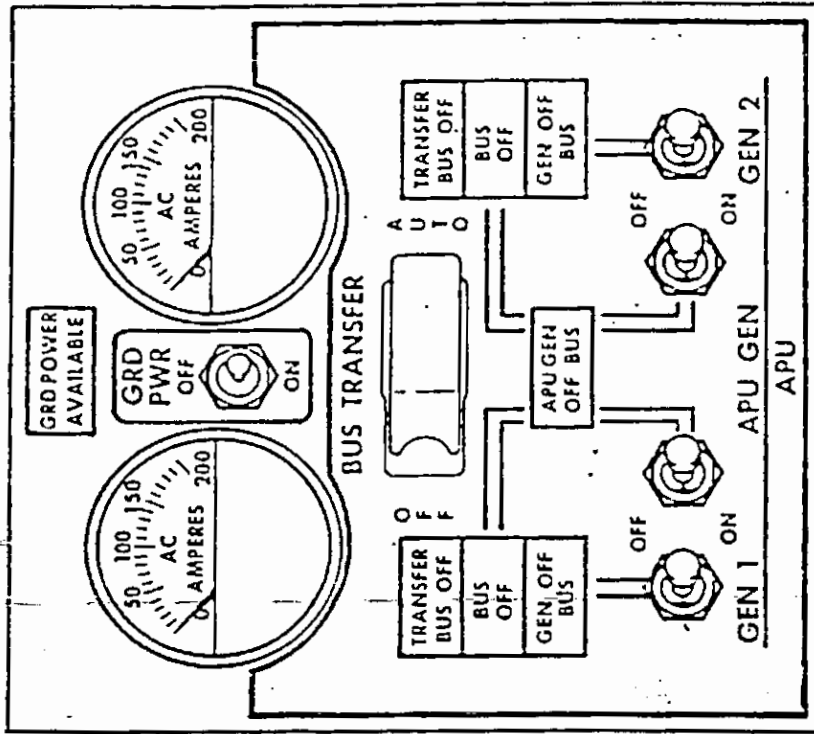 GRD POWER
AVAILABLE
50 100 150 200
0
AC
AMPERES
GRD
PWR
OFF
ON
50 100 150 200
0
AC
AMPERES
BUS TRANSFER
OFF
AUTO
TRANSFER
BUS OFF
BUS
OFF
GEN OFF
BUS
APU GEN
OFF BUS
TRANSFER
BUS OFF
BUS
OFF
GEN OFF
BUS
OFF
OFF
ON
ON
GEN 1
APU GEN
GEN 2
APU